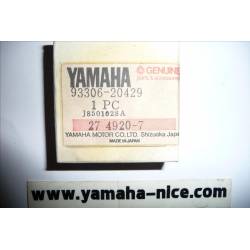 YAMAHA
GENUINE
93306-20429
1 PC
J850102SA
27 4920-7
YAMAHA MOTOR CO.,LTD. Shizuoka Japan
MADE IN JAPAN
www.yamaha-nice.com